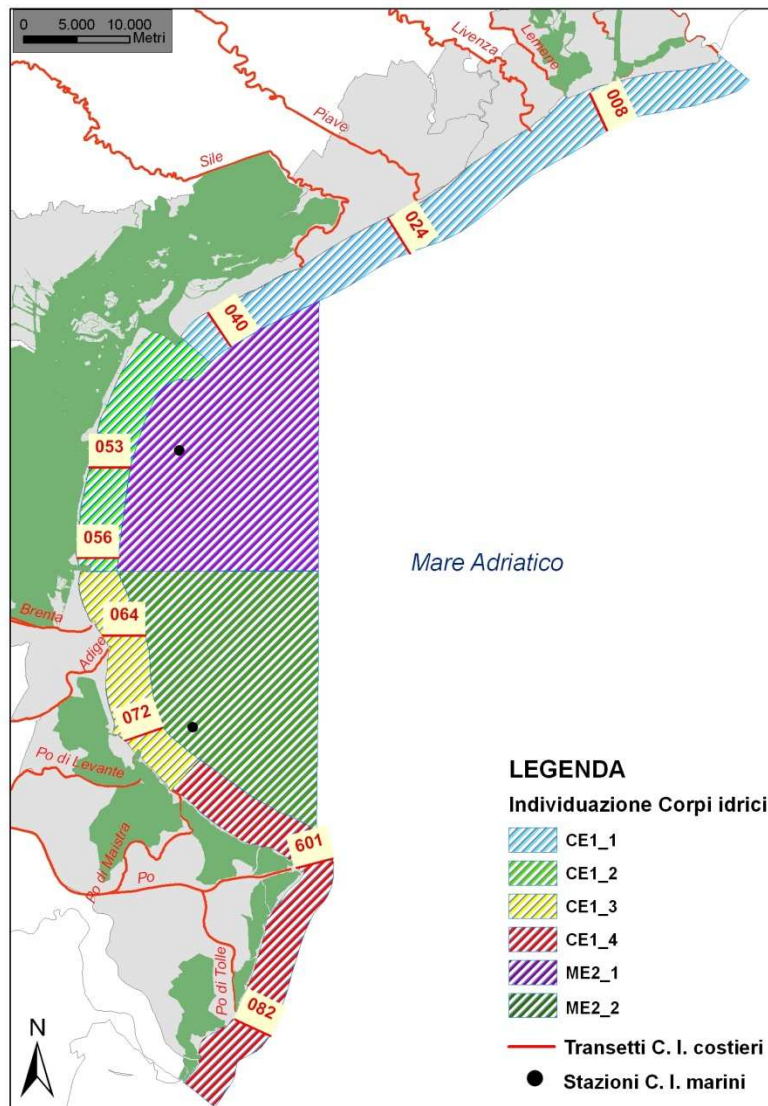 0 5.000 10.000
Metri
Livenza
Lemene
008
Piave
Sile
024
040
053
Mare Adriatico
056
064
Brenta
Adige
072
Po di Levante
Po di Maistra
Po
601
Po di Tolle
082
N
LEGENDA
Individuazione Corpi idrici
CE1_1
CE1_2
CE1_3
CE1_4
ME2_1
ME2_2
Transetti C. I. costieri
Stazioni C. I. marini